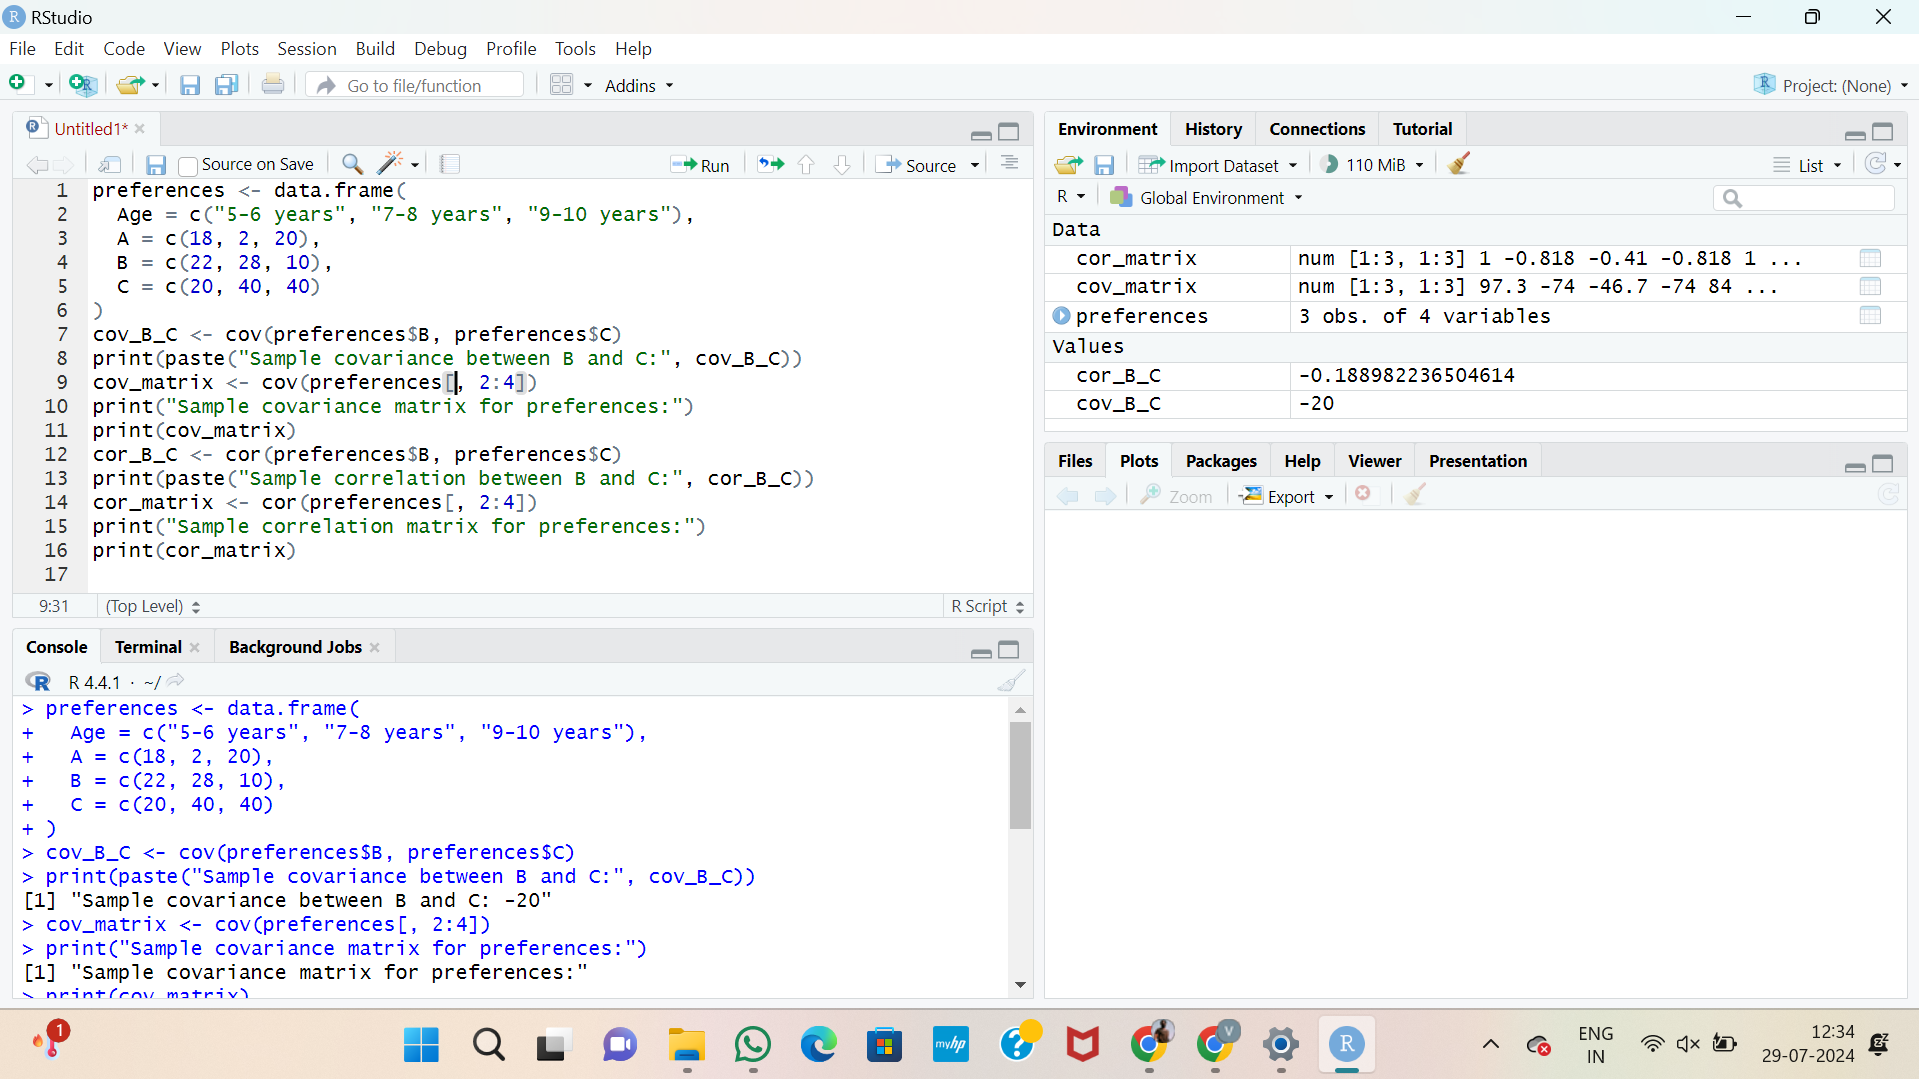 RStudio
File Edit Code View Plots Session Build Debug Profile Tools Help
Go to file/function Addins Project: (None)
Untitled1*
Source on Save Run Source
1 preferences <- data.frame(
2 Age = c("5-6 years", "7-8 years", "9-10 years"),
3 A = c(18, 2, 20),
4 B = c(22, 28, 10),
5 C = c(20, 40, 40)
6 )
7 cov_B_C <- cov(preferences$B, preferences$C)
8 print(paste("Sample covariance between B and C:", cov_B_C))
9 cov_matrix <- cov(preferences[, 2:4])
10 print("Sample covariance matrix for preferences:")
11 print(cov_matrix)
12 cor_B_C <- cor(preferences$B, preferences$C)
13 print(paste("Sample correlation between B and C:", cor_B_C))
14 cor_matrix <- cor(preferences[, 2:4])
15 print("Sample correlation matrix for preferences:")
16 print(cor_matrix)
17
9:31 (Top Level) R Script
Console Terminal Background Jobs
R R 4.4.1 · ~/
> preferences <- data.frame(
+ Age = c("5-6 years", "7-8 years", "9-10 years"),
+ A = c(18, 2, 20),
+ B = c(22, 28, 10),
+ C = c(20, 40, 40)
+ )
> cov_B_C <- cov(preferences$B, preferences$C)
> print(paste("Sample covariance between B and C:", cov_B_C))
[1] "Sample covariance between B and C: -20"
> cov_matrix <- cov(preferences[, 2:4])
> print("Sample covariance matrix for preferences:")
[1] "Sample covariance matrix for preferences:"
> print(cov_matrix)
Environment History Connections Tutorial
Import Dataset 110 MiB List
R Global Environment
Data
cor_matrix num [1:3, 1:3] 1 -0.818 -0.41 -0.818 1 ...
cov_matrix num [1:3, 1:3] 97.3 -74 -46.7 -74 84 ...
preferences 3 obs. of 4 variables
Values
cor_B_C -0.188982236504614
cov_B_C -20
Files Plots Packages Help Viewer Presentation
Zoom Export
1 myhp ? V R ENG 12:34
IN 29-07-2024